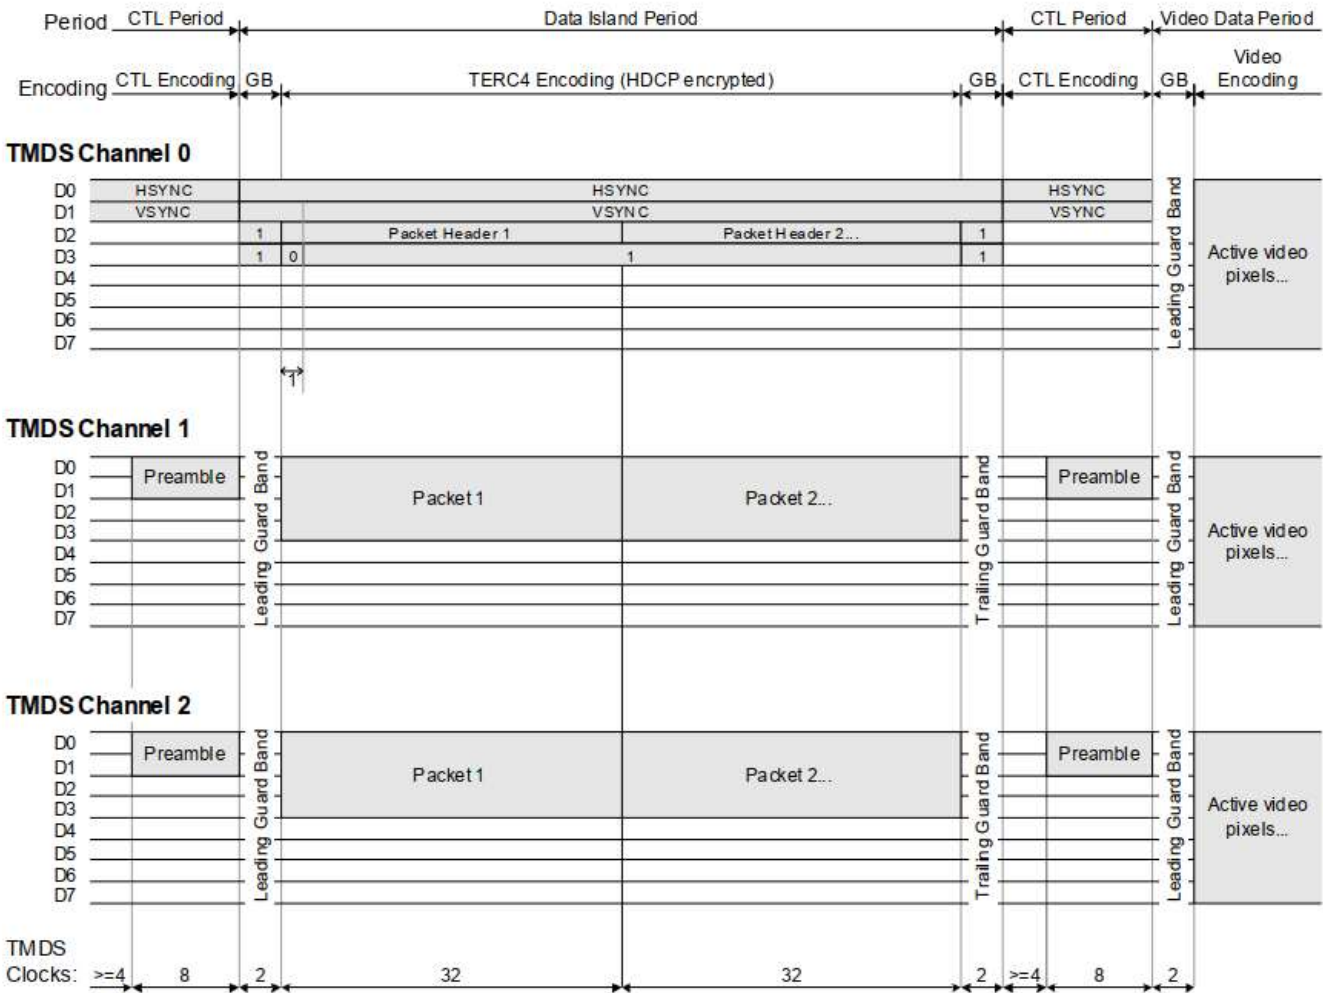 Period CTL Period Data Island Period CTL Period Video Data Period
Encoding CTL Encoding GB TERC4 Encoding (HDCP encrypted) GB CTL Encoding GB Video Encoding
TMDS Channel 0
D0 HSYNC HSYNC HSYNC
D1 VSYNC VSYNC VSYNC
D2 1 Packet Header 1 Packet Header 2... 1
D3 1 0 1 1
D4
D5
D6
D7
Leading Guard Band
Active video
pixels...
1
TMDS Channel 1
D0
D1
D2
D3
D4
D5
D6
D7
Preamble
Leading Guard Band
Packet 1
Packet 2...
Trailing Guard Band
Preamble
Leading Guard Band
Active video
pixels...
TMDS Channel 2
D0
D1
D2
D3
D4
D5
D6
D7
Preamble
Leading Guard Band
Packet 1
Packet 2...
Trailing Guard Band
Preamble
Leading Guard Band
Active video
pixels...
TMDS
Clocks: >=4 8 2 32 32 2 >=4 8 2